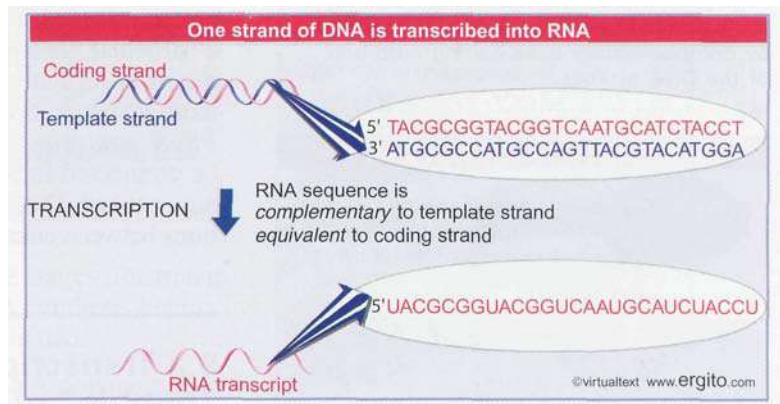 One strand of DNA is transcribed into RNA
Coding strand
Template strand
5' TACGCGGTACGGTCAATGCATCTACCT
3' ATGCGCCATGCCAGTTACGTACATGGA
TRANSCRIPTION
RNA sequence is
complementary to template strand
equivalent to coding strand
5'UACGCGGUACGGUCAAUGCAUCUACCU
RNA transcript
©virtualtext www.ergito.com